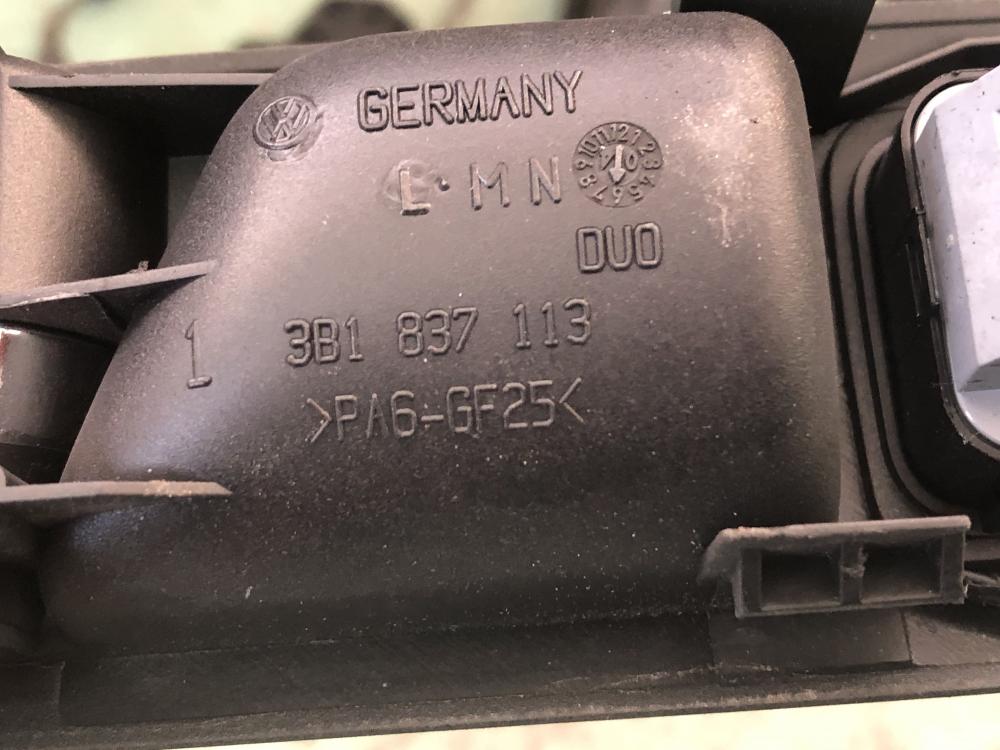 GERMANY
L M N
DUO
1
3B1 837 113
>PA6-GF25<